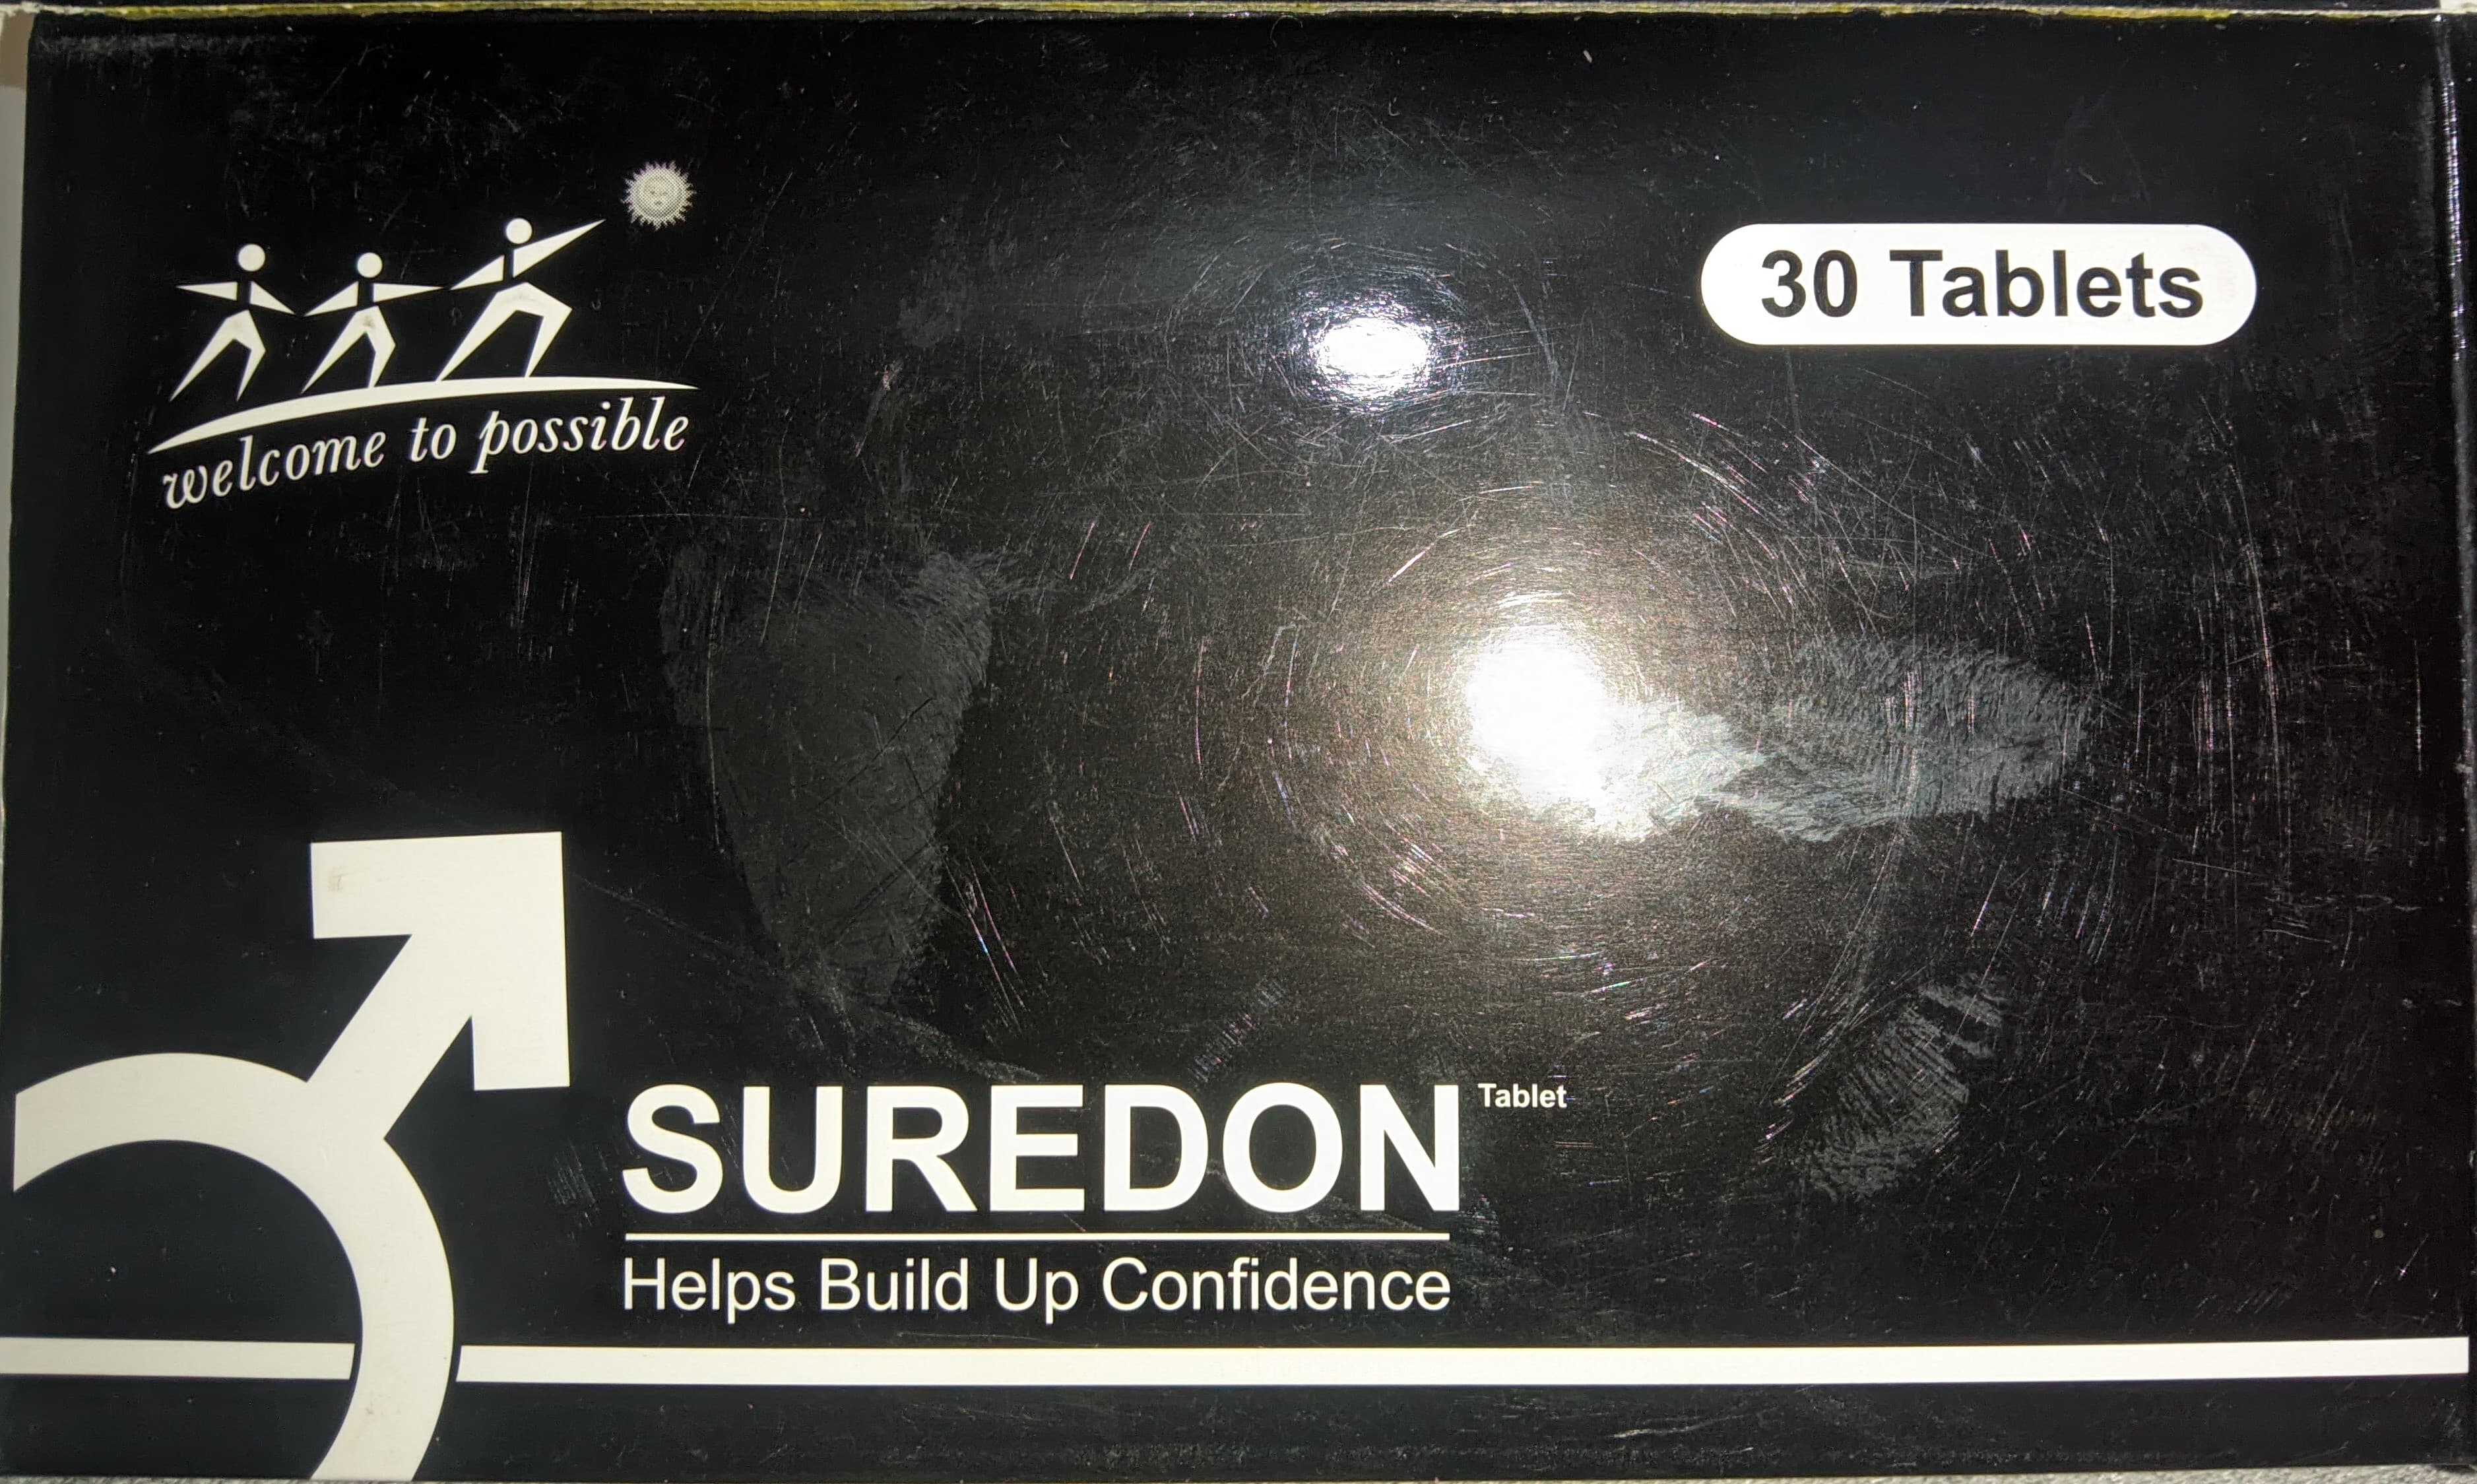 welcome to possible
30 Tablets
SUREDON Tablet
Helps Build Up Confidence